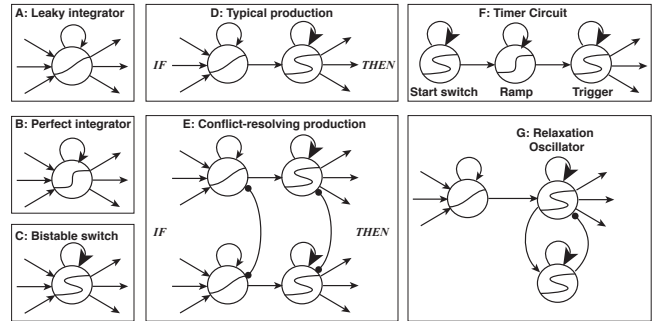 A: Leaky integrator
D: Typical production
IF
THEN
F: Timer Circuit
Start switch
Ramp
Trigger
B: Perfect integrator
E: Conflict-resolving production
IF
THEN
G: Relaxation
Oscillator
C: Bistable switch